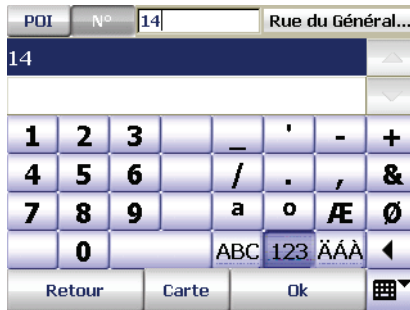 POI N° 14 Rue du Général...
14
1 2 3 _ ' - +
4 5 6 / . , &
7 8 9 a o Æ Ø
0 ABC 123 ÄÁÀ
Retour Carte Ok